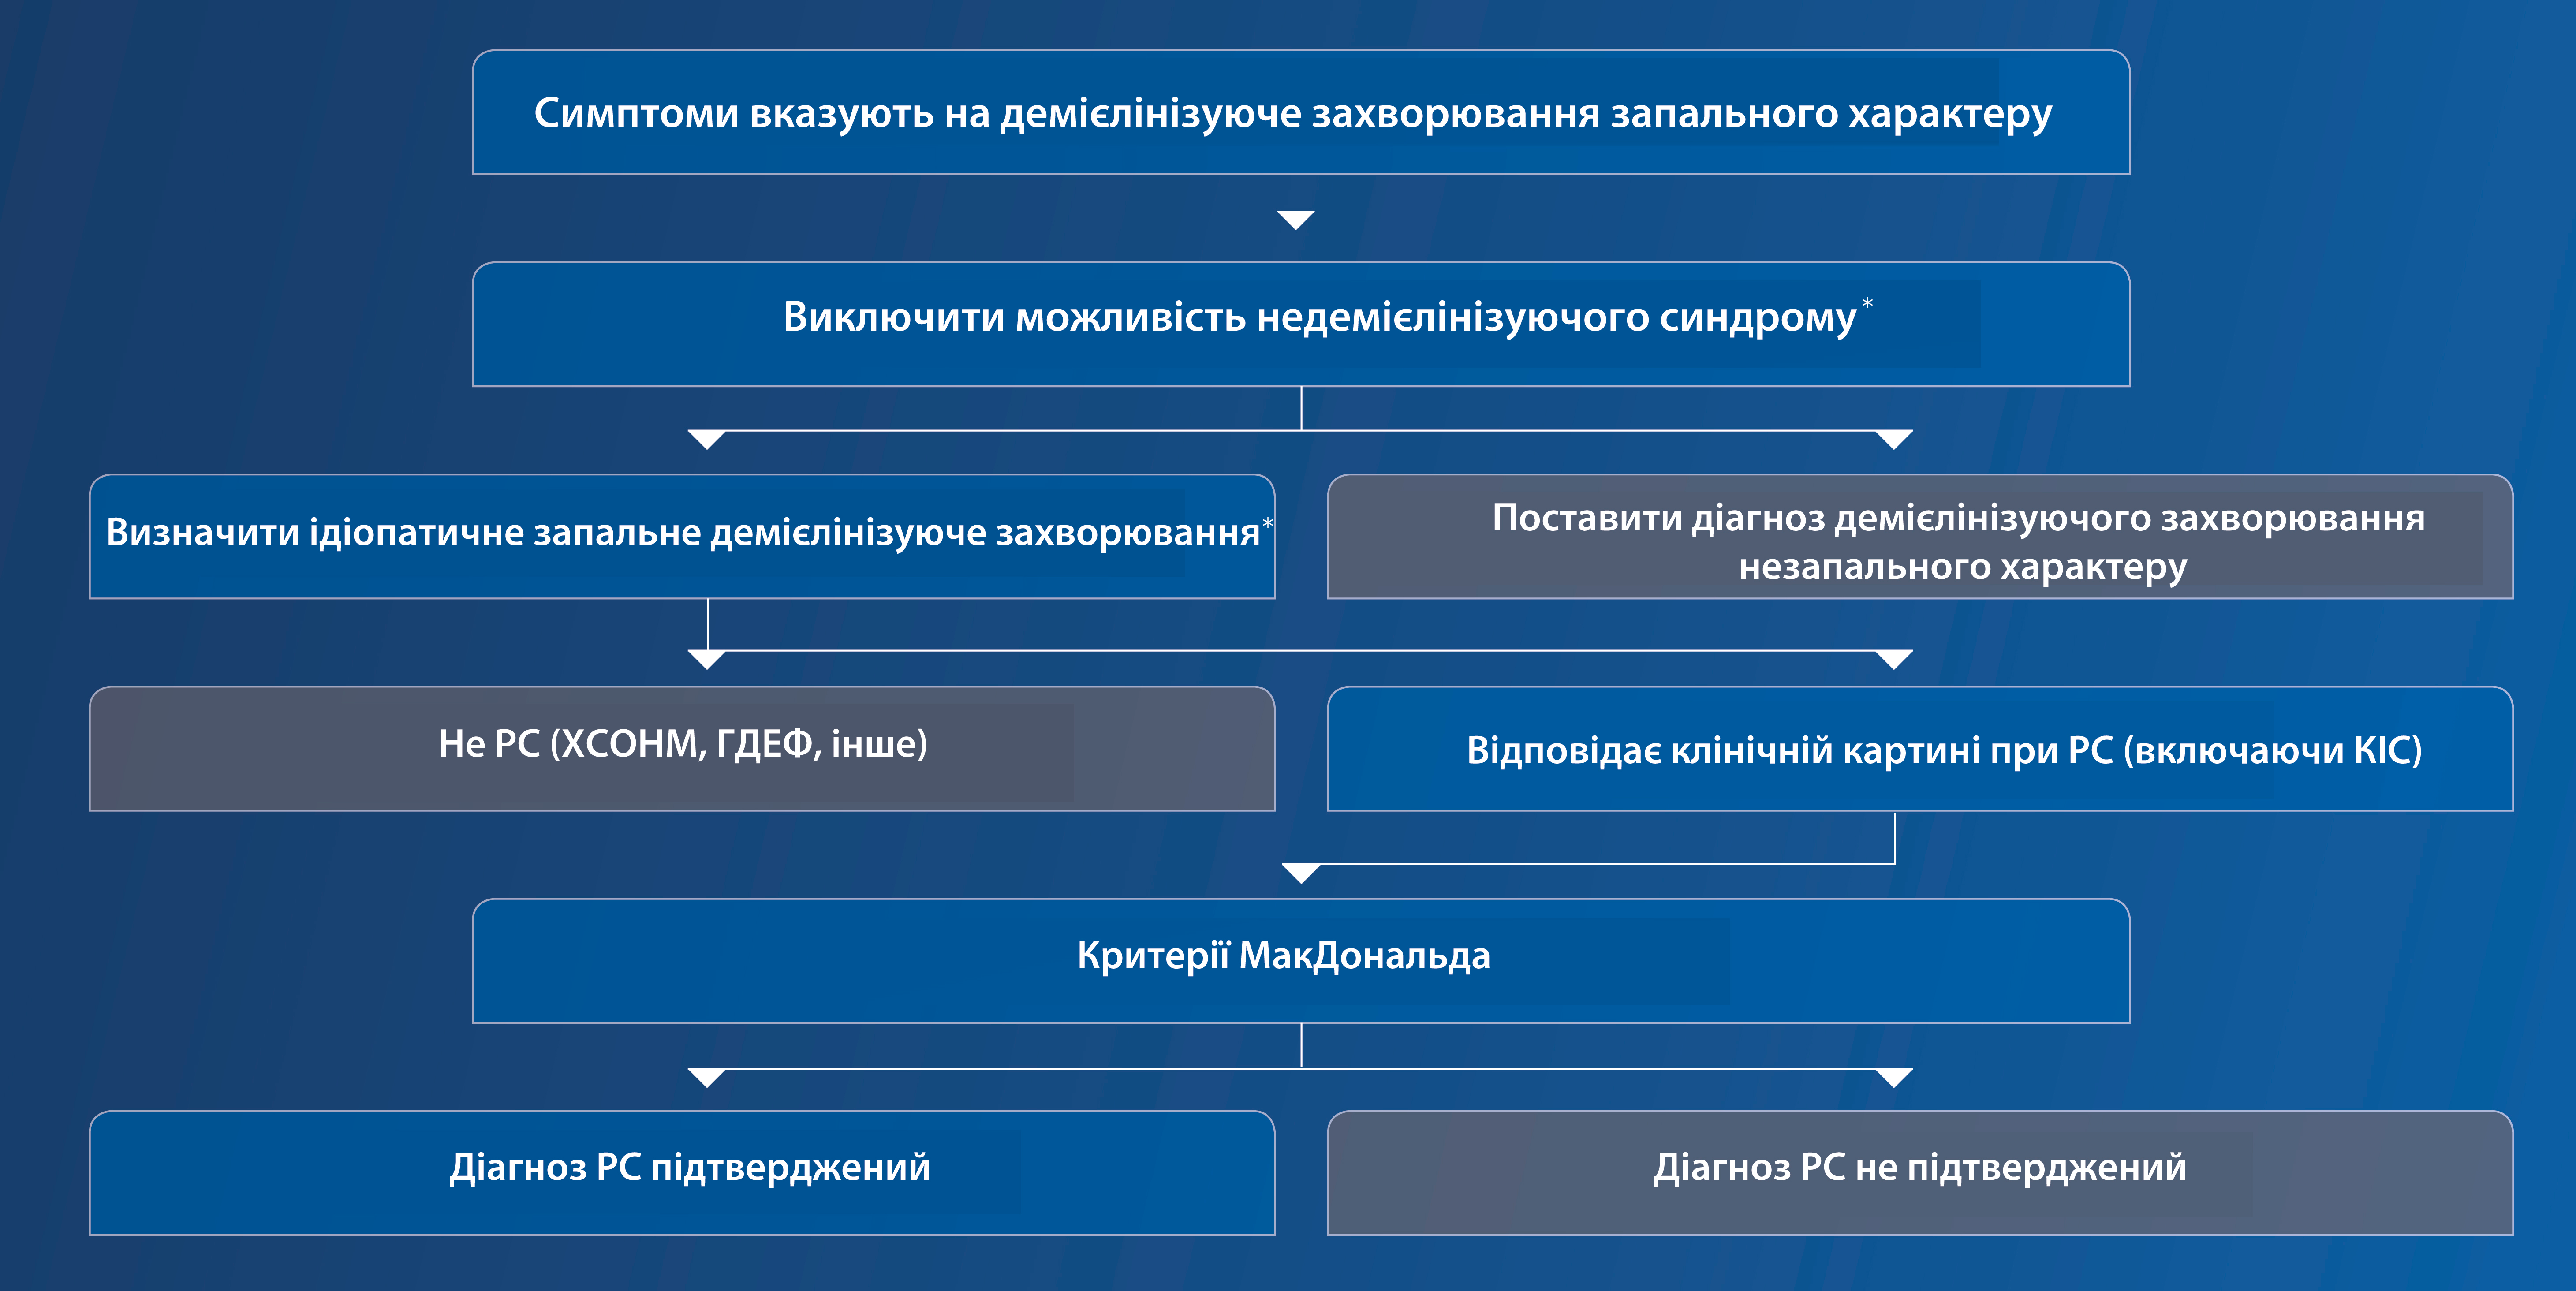 Симптоми вказують на демієлінізуюче захворювання запального характеру
Виключити можливість недемієлінізуючого синдрому*
Визначити ідіопатичне запальне демієлінізуюче захворювання*
Поставити діагноз демієлінізуючого захворювання
незапального характеру
Не РС (ХСОНМ, ГДЕФ, інше)
Відповідає клінічній картині при РС (включаючи КІС)
Критерії МакДональда
Діагноз РС підтверджений
Діагноз РС не підтверджений